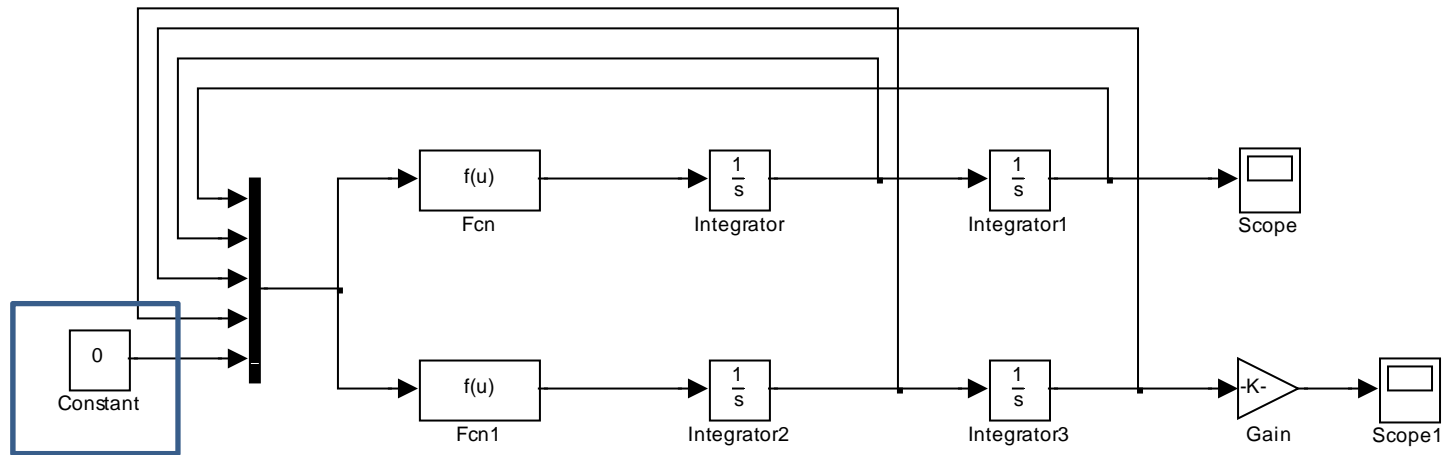 f(u)
Fcn
1
s
Integrator
1
s
Integrator1
Scope
0
Constant
f(u)
Fcn1
1
s
Integrator2
1
s
Integrator3
-K-
Gain
Scope1